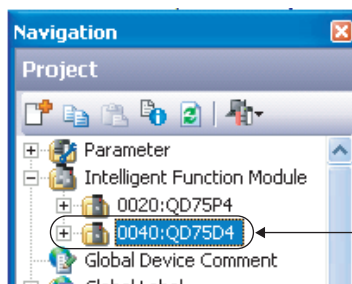 Navigation
Project
Parameter
Intelligent Function Module
0020:QD75P4
0040:QD75D4
Global Device Comment